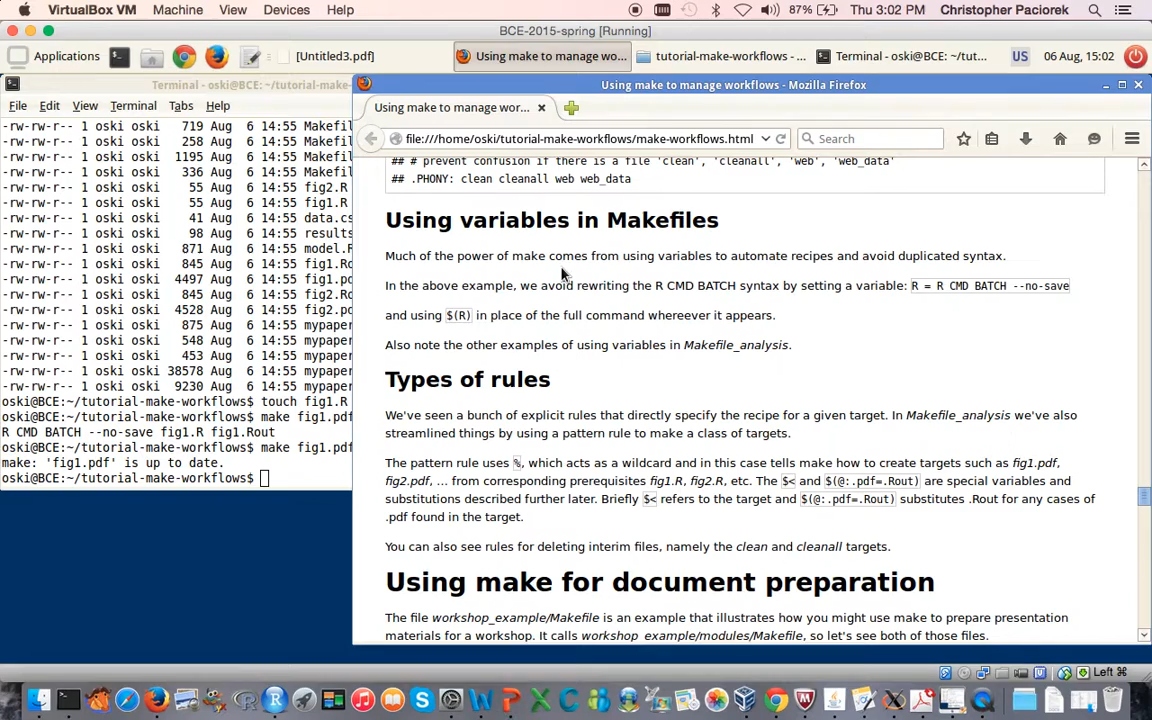 VirtualBox VM Machine View Devices Help
87% Thu 3:02 PM Christopher Paciorek
BCE-2015-spring [Running]
Applications
[Untitled3.pdf]
Using make to manage wo...
tutorial-make-workflows - ...
Terminal - oski@BCE: ~/tut...
US
06 Aug, 15:02
Terminal - oski@BCE: ~/tutorial-make-
File Edit View Terminal Tabs Help
-rw-rw-r-- 1 oski oski 719 Aug 6 14:55 Makefil
-rw-rw-r-- 1 oski oski 258 Aug 6 14:55 Makefil
-rw-rw-r-- 1 oski oski 1195 Aug 6 14:55 Makefil
-rw-rw-r-- 1 oski oski 336 Aug 6 14:55 Makefil
-rw-rw-r-- 1 oski oski 55 Aug 6 14:55 fig2.R
-rw-rw-r-- 1 oski oski 55 Aug 6 14:55 fig1.R
-rw-rw-r-- 1 oski oski 41 Aug 6 14:55 data.cs
-rw-rw-r-- 1 oski oski 98 Aug 6 14:55 results
-rw-rw-r-- 1 oski oski 871 Aug 6 14:55 model.R
-rw-rw-r-- 1 oski oski 845 Aug 6 14:55 fig1.Ro
-rw-rw-r-- 1 oski oski 4497 Aug 6 14:55 fig1.po
-rw-rw-r-- 1 oski oski 845 Aug 6 14:55 fig2.Ro
-rw-rw-r-- 1 oski oski 4528 Aug 6 14:55 fig2.po
-rw-rw-r-- 1 oski oski 875 Aug 6 14:55 mypaper
-rw-rw-r-- 1 oski oski 548 Aug 6 14:55 mypaper
-rw-rw-r-- 1 oski oski 453 Aug 6 14:55 mypaper
-rw-rw-r-- 1 oski oski 38578 Aug 6 14:55 mypaper
-rw-rw-r-- 1 oski oski 9230 Aug 6 14:55 mypaper
oski@BCE:~/tutorial-make-workflows$ touch fig1.R
oski@BCE:~/tutorial-make-workflows$ make fig1.pdf
R CMD BATCH --no-save fig1.R fig1.Rout
oski@BCE:~/tutorial-make-workflows$ make fig1.pdf
make: 'fig1.pdf' is up to date.
oski@BCE:~/tutorial-make-workflows$
Using make to manage workflows - Mozilla Firefox
Using make to manage wor...
file:///home/oski/tutorial-make-workflows/make-workflows.html
Search
## # prevent confusion if there is a file 'clean', 'cleanall', 'web', 'web_data'
## .PHONY: clean cleanall web web_data
Using variables in Makefiles
Much of the power of make comes from using variables to automate recipes and avoid duplicated syntax.
In the above example, we avoid rewriting the R CMD BATCH syntax by setting a variable: R = R CMD BATCH --no-save
and using $(R) in place of the full command whereever it appears.
Also note the other examples of using variables in Makefile_analysis.
Types of rules
We've seen a bunch of explicit rules that directly specify the recipe for a given target. In Makefile_analysis we've also
streamlined things by using a pattern rule to make a class of targets.
The pattern rule uses %, which acts as a wildcard and in this case tells make how to create targets such as fig1.pdf,
fig2.pdf, … from corresponding prerequisites fig1.R, fig2.R, etc. The $< and $(@:.pdf=.Rout) are special variables and
substitutions described further later. Briefly $< refers to the target and $(@:.pdf=.Rout) substitutes .Rout for any cases of
.pdf found in the target.
You can also see rules for deleting interim files, namely the clean and cleanall targets.
Using make for document preparation
The file workshop_example/Makefile is an example that illustrates how you might use make to prepare presentation
materials for a workshop. It calls workshop_example/modules/Makefile, so let's see both of those files.
Left ⌘